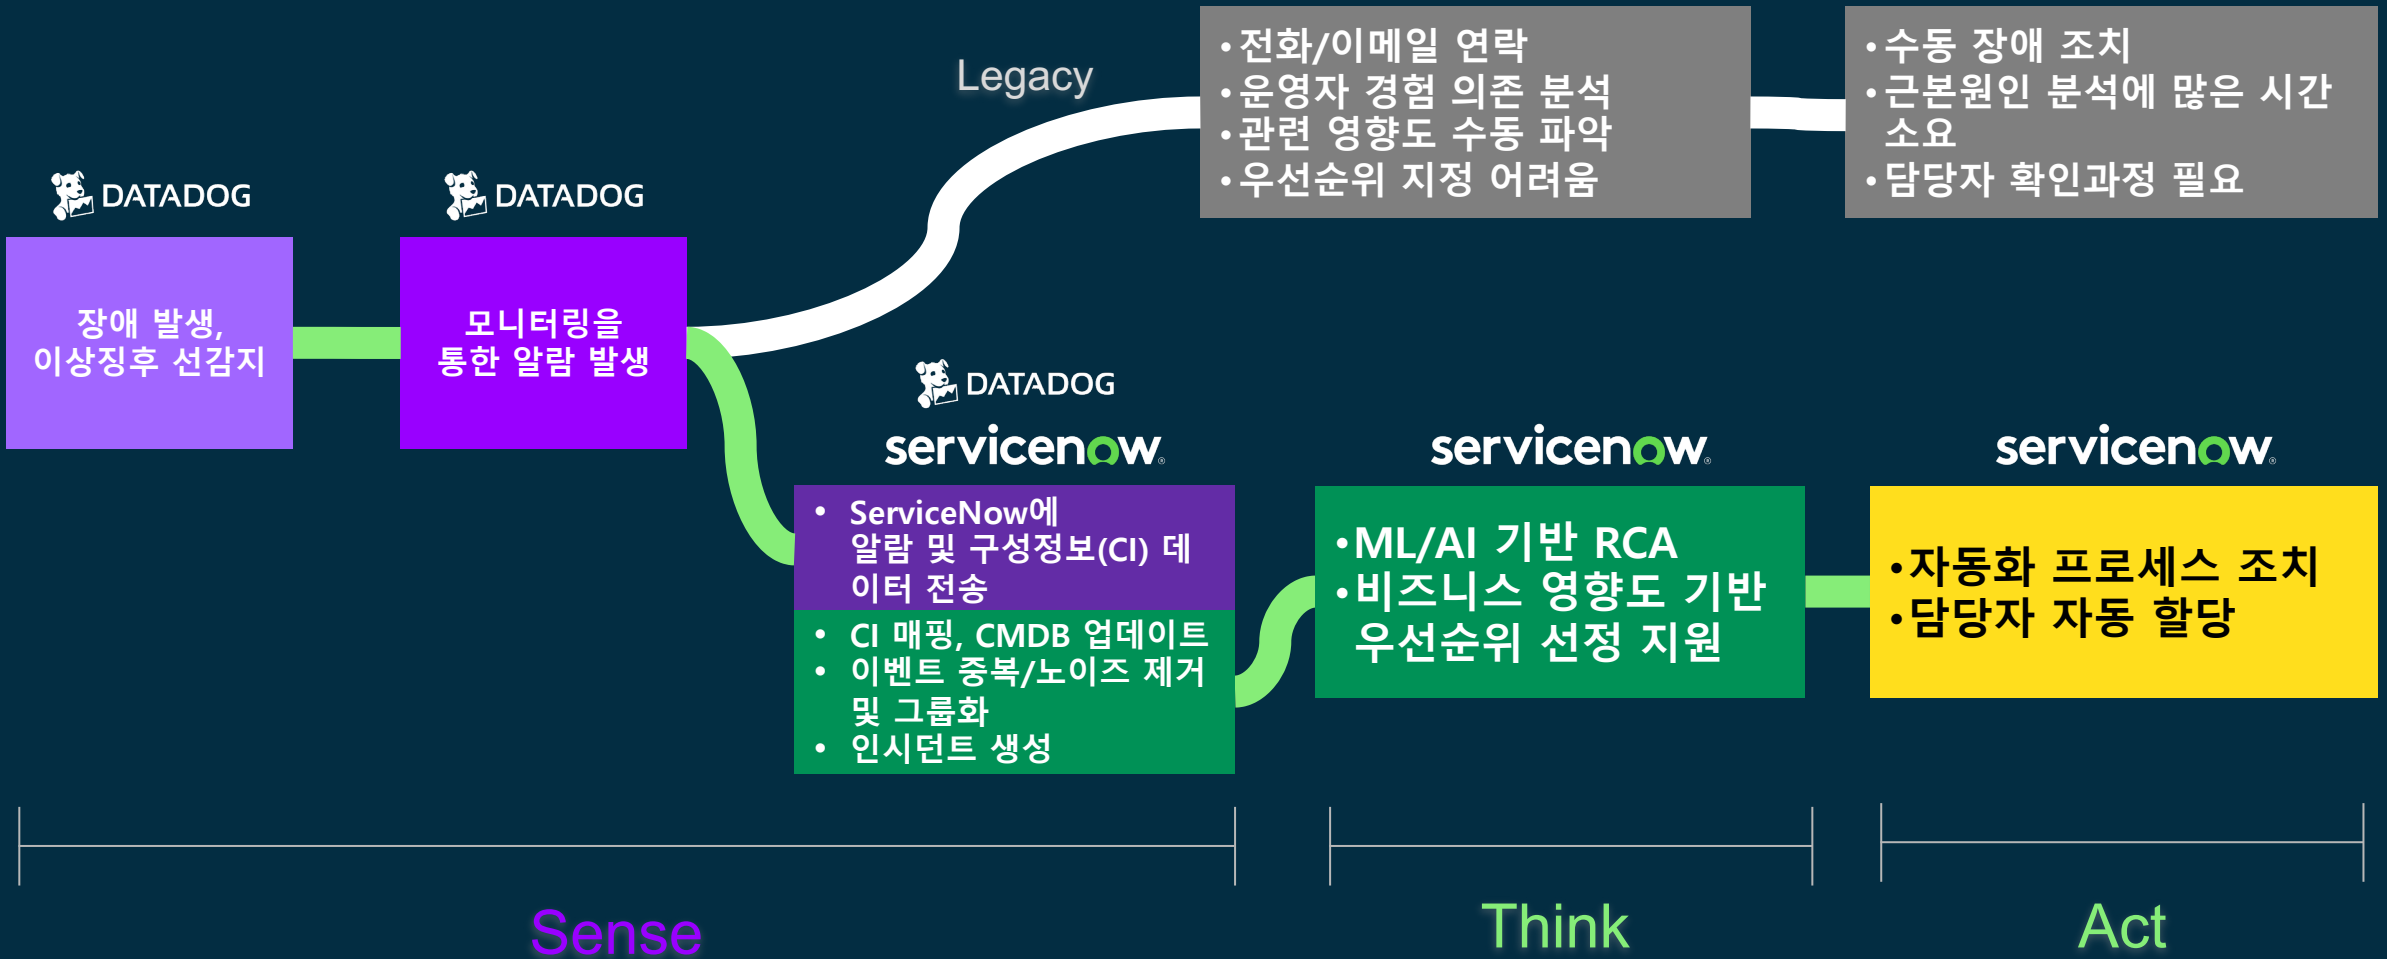 Legacy
•전화/이메일 연락
•운영자 경험 의존 분석
•관련 영향도 수동 파악
•우선순위 지정 어려움
•수동 장애 조치
•근본원인 분석에 많은 시간
소요
•담당자 확인과정 필요
DATADOG
장애 발생,
이상징후 선감지
DATADOG
모니터링을
통한 알람 발생
DATADOG
servicenow®
• ServiceNow에
알람 및 구성정보(CI) 데
이터 전송
• CI 매핑, CMDB 업데이트
• 이벤트 중복/노이즈 제거
및 그룹화
• 인시던트 생성
servicenow®
•ML/AI 기반 RCA
•비즈니스 영향도 기반
우선순위 선정 지원
servicenow®
•자동화 프로세스 조치
•담당자 자동 할당
Sense
Think
Act